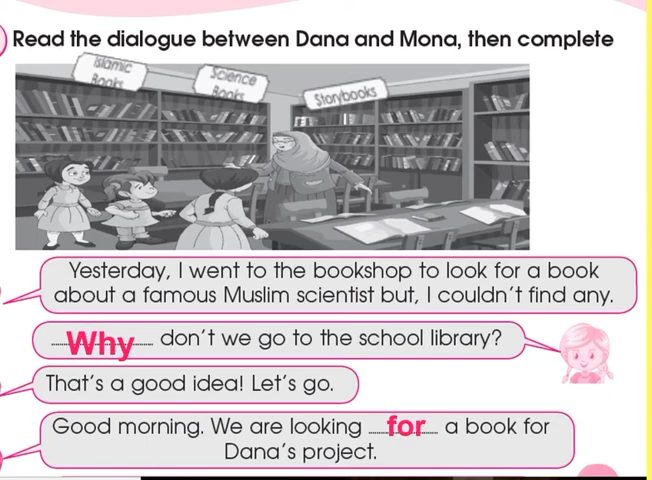 Read the dialogue between Dana and Mona, then complete
Islamic
Books
Science
Books
Storybooks
Yesterday, I went to the bookshop to look for a book
about a famous Muslim scientist but, I couldn't find any.
Why don't we go to the school library?
That's a good idea! Let's go.
Good morning. We are looking for a book for
Dana's project.